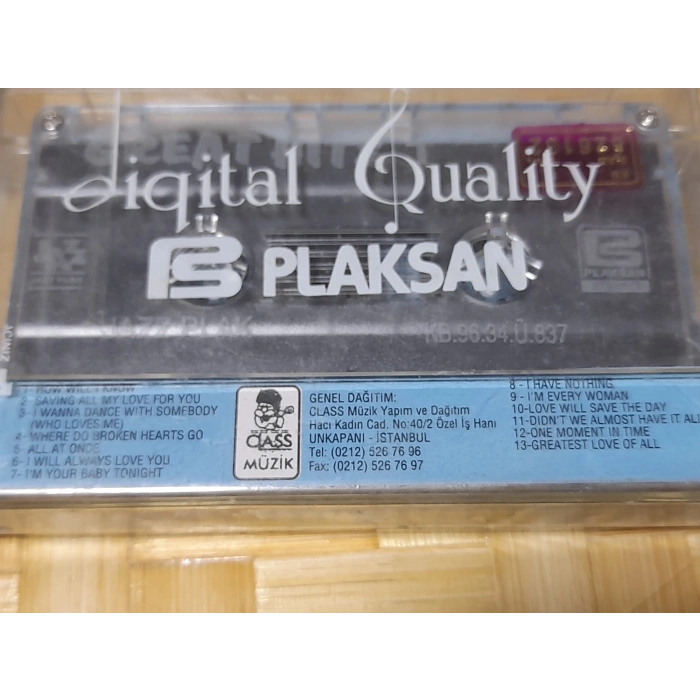 GREAT HITS
digital Quality
PLAKSAN
PLAKSAN
KB.96.34.Ü.837
1 - HOW WILL I KNOW
2- SAVING ALL MY LOVE FOR YOU
3- I WANNA DANCE WITH SOMEBODY
(WHO LOVES ME)
4- WHERE DO BROKEN HEARTS GO
5- ALL AT ONCE
6- I WILL ALWAYS LOVE YOU
7- I'M YOUR BABY TONIGHT
CLASS
MÜZİK
GENEL DAĞITIM:
CLASS Müzik Yapım ve Dağıtım
Hacı Kadın Cad. No:40/2 Özel İş Hanı
UNKAPANI - İSTANBUL
Tel: (0212) 526 76 96
Fax: (0212) 526 76 97
8 - I HAVE NOTHING
9 - I'M EVERY WOMAN
10-LOVE WILL SAVE THE DAY
11-DIDN'T WE ALMOST HAVE IT ALL
12-ONE MOMENT IN TIME
13-GREATEST LOVE OF ALL